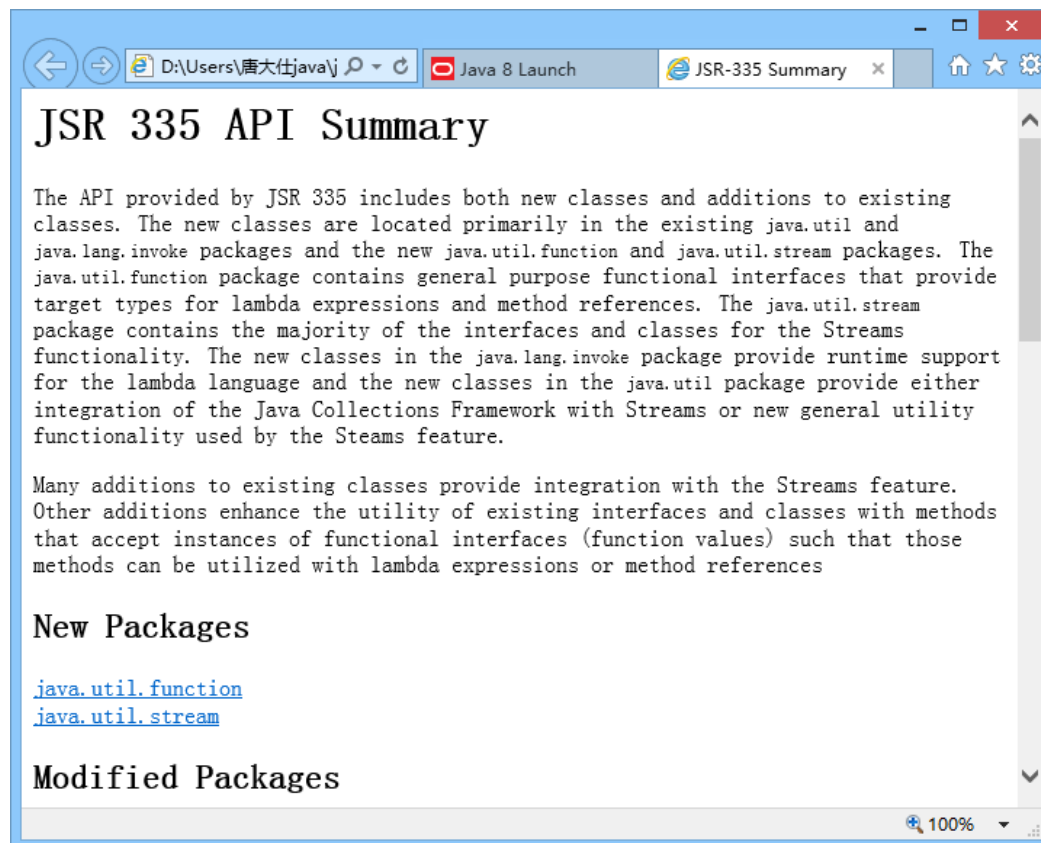 D:\Users\唐大仕java\j
Java 8 Launch
JSR-335 Summary
JSR 335 API Summary
The API provided by JSR 335 includes both new classes and additions to existing
classes. The new classes are located primarily in the existing java.util and
java.lang.invoke packages and the new java.util.function and java.util.stream packages. The
java.util.function package contains general purpose functional interfaces that provide
target types for lambda expressions and method references. The java.util.stream
package contains the majority of the interfaces and classes for the Streams
functionality. The new classes in the java.lang.invoke package provide runtime support
for the lambda language and the new classes in the java.util package provide either
integration of the Java Collections Framework with Streams or new general utility
functionality used by the Steams feature.
Many additions to existing classes provide integration with the Streams feature.
Other additions enhance the utility of existing interfaces and classes with methods
that accept instances of functional interfaces (function values) such that those
methods can be utilized with lambda expressions or method references
New Packages
java.util.function
java.util.stream
Modified Packages
100%